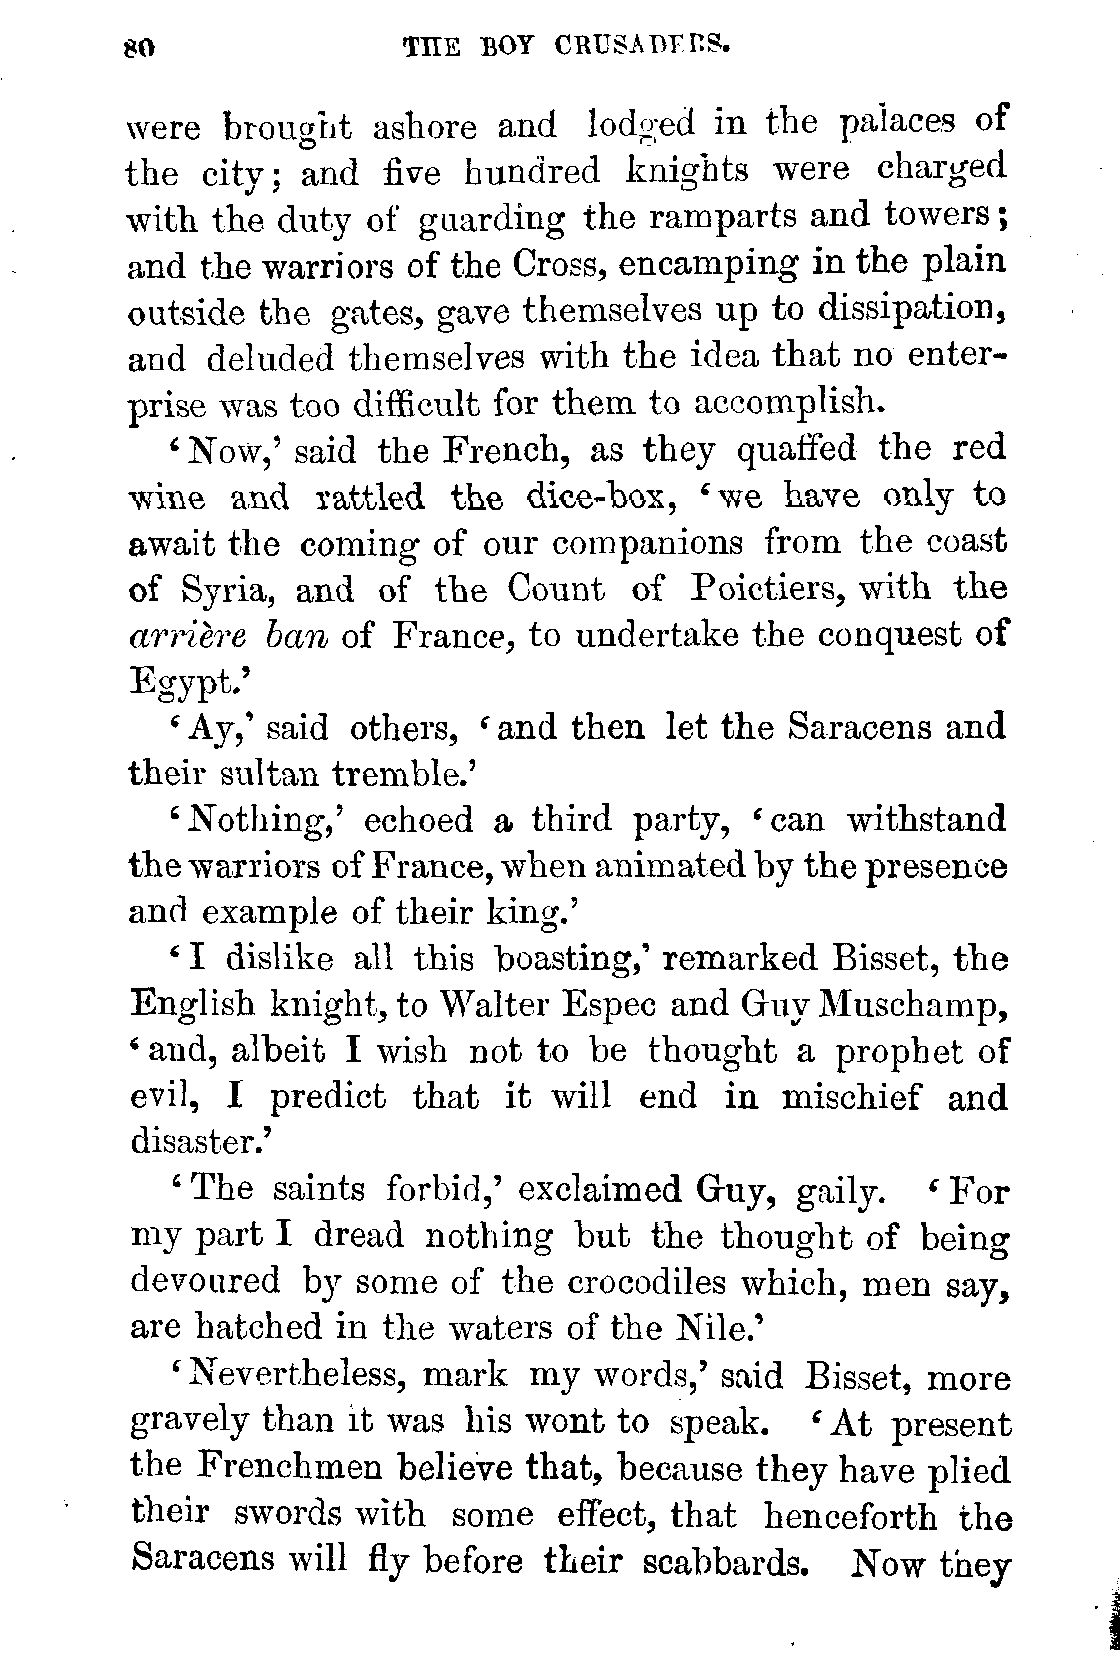 80 THE BOY CRUSADERS.
were brought ashore and lodged in the palaces of
the city; and five hundred knights were charged
with the duty of guarding the ramparts and towers;
and the warriors of the Cross, encamping in the plain
outside the gates, gave themselves up to dissipation,
and deluded themselves with the idea that no enter-
prise was too difficult for them to accomplish.
‘Now,’ said the French, as they quaffed the red
wine and rattled the dice-box, ‘we have only to
await the coming of our companions from the coast
of Syria, and of the Count of Poictiers, with the
arrière ban of France, to undertake the conquest of
Egypt.’
‘Ay,’ said others, ‘and then let the Saracens and
their sultan tremble.’
‘Nothing,’ echoed a third party, ‘can withstand
the warriors of France, when animated by the presence
and example of their king.’
‘I dislike all this boasting,’ remarked Bisset, the
English knight, to Walter Espec and Guy Muschamp,
‘and, albeit I wish not to be thought a prophet of
evil, I predict that it will end in mischief and
disaster.’
‘The saints forbid,’ exclaimed Guy, gaily. ‘For
my part I dread nothing but the thought of being
devoured by some of the crocodiles which, men say,
are hatched in the waters of the Nile.’
‘Nevertheless, mark my words,’ said Bisset, more
gravely than it was his wont to speak. ‘At present
the Frenchmen believe that, because they have plied
their swords with some effect, that henceforth the
Saracens will fly before their scabbards. Now they